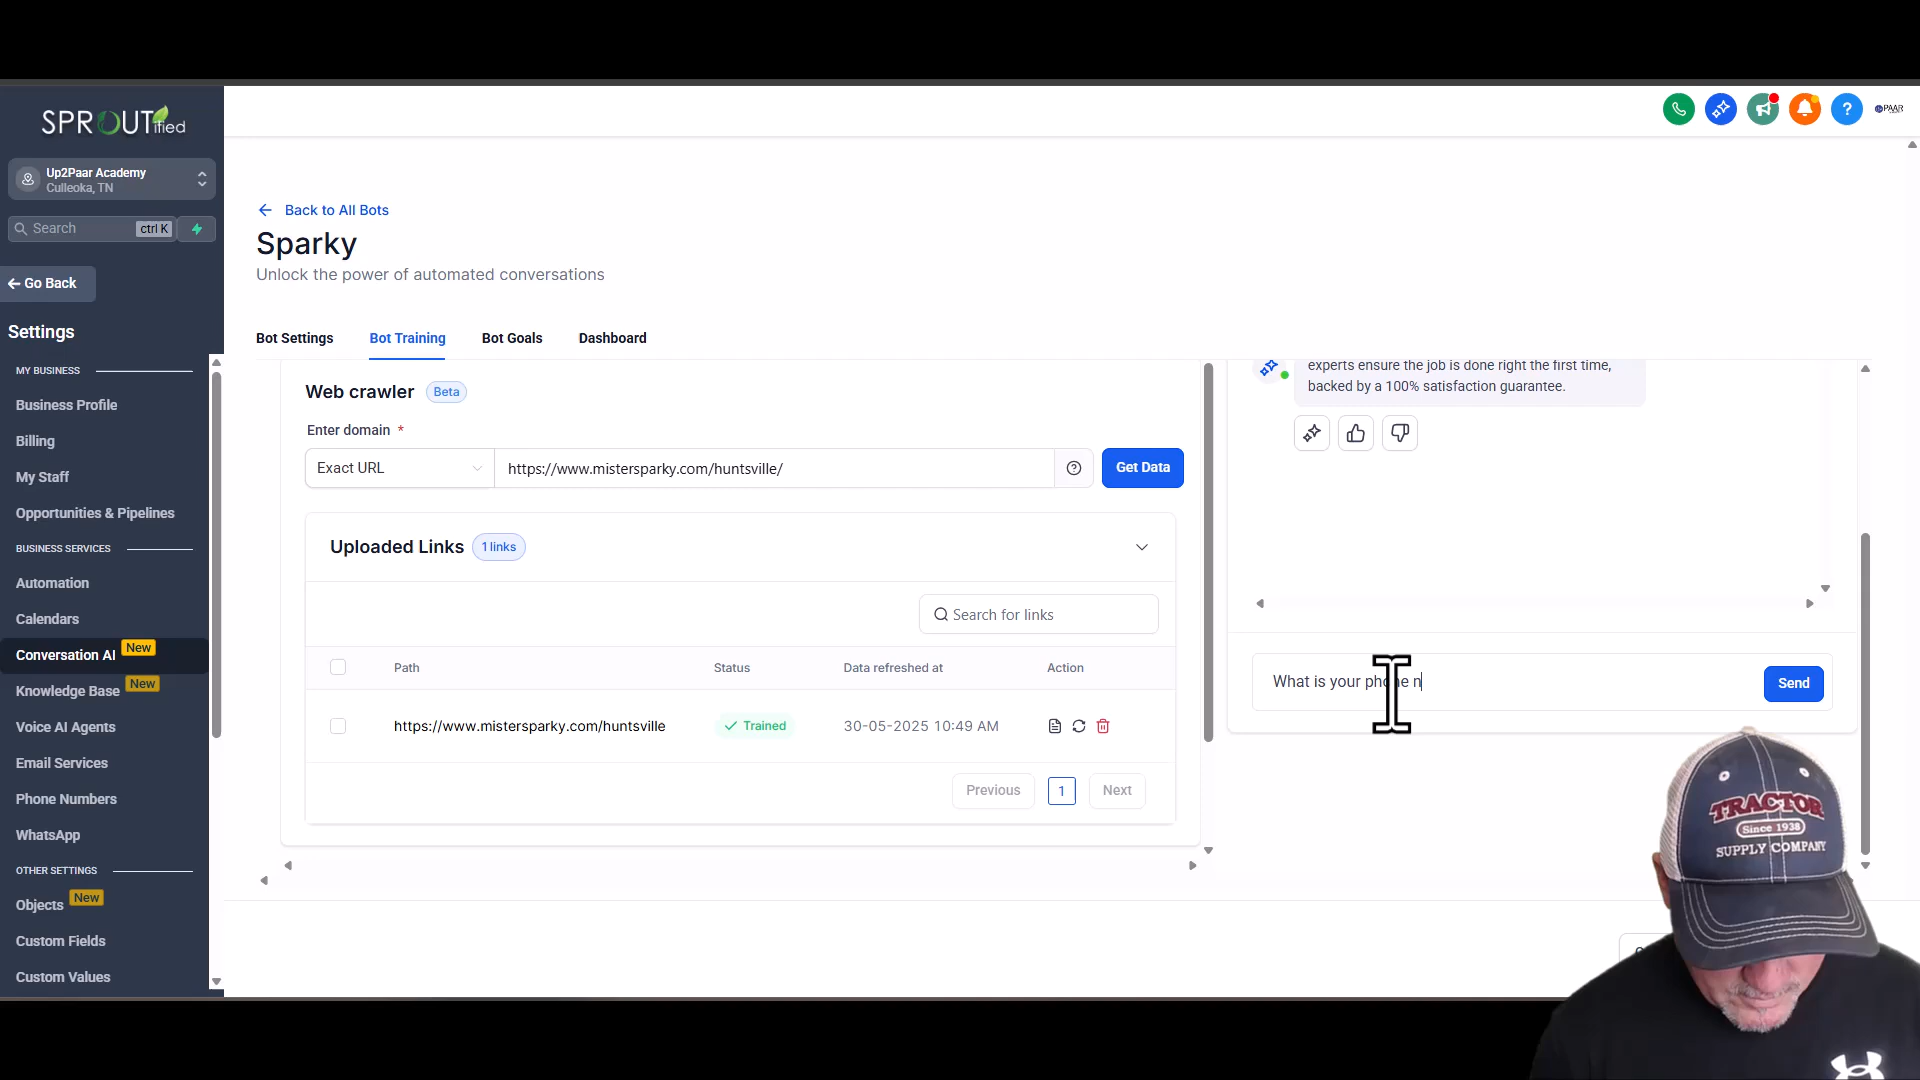 SPROUTified
Up2Paar Academy
Culleoka, TN
Search
ctrl K
Go Back
Settings
MY BUSINESS
Business Profile
Billing
My Staff
Opportunities & Pipelines
BUSINESS SERVICES
Automation
Calendars
Conversation AI New
Knowledge Base New
Voice AI Agents
Email Services
Phone Numbers
WhatsApp
OTHER SETTINGS
Objects New
Custom Fields
Custom Values
?
PAAR
Back to All Bots
Sparky
Unlock the power of automated conversations
Bot Settings
Bot Training
Bot Goals
Dashboard
Web crawler Beta
Enter domain *
Exact URL
https://www.mistersparky.com/huntsville/
Get Data
Uploaded Links 1 links
Search for links
Path
Status
Data refreshed at
Action
https://www.mistersparky.com/huntsville
Trained
30-05-2025 10:49 AM
Previous
1
Next
experts ensure the job is done right the first time,
backed by a 100% satisfaction guarantee.
What is your phone n
Send
TRACTOR
Since 1938
SUPPLY COMPANY